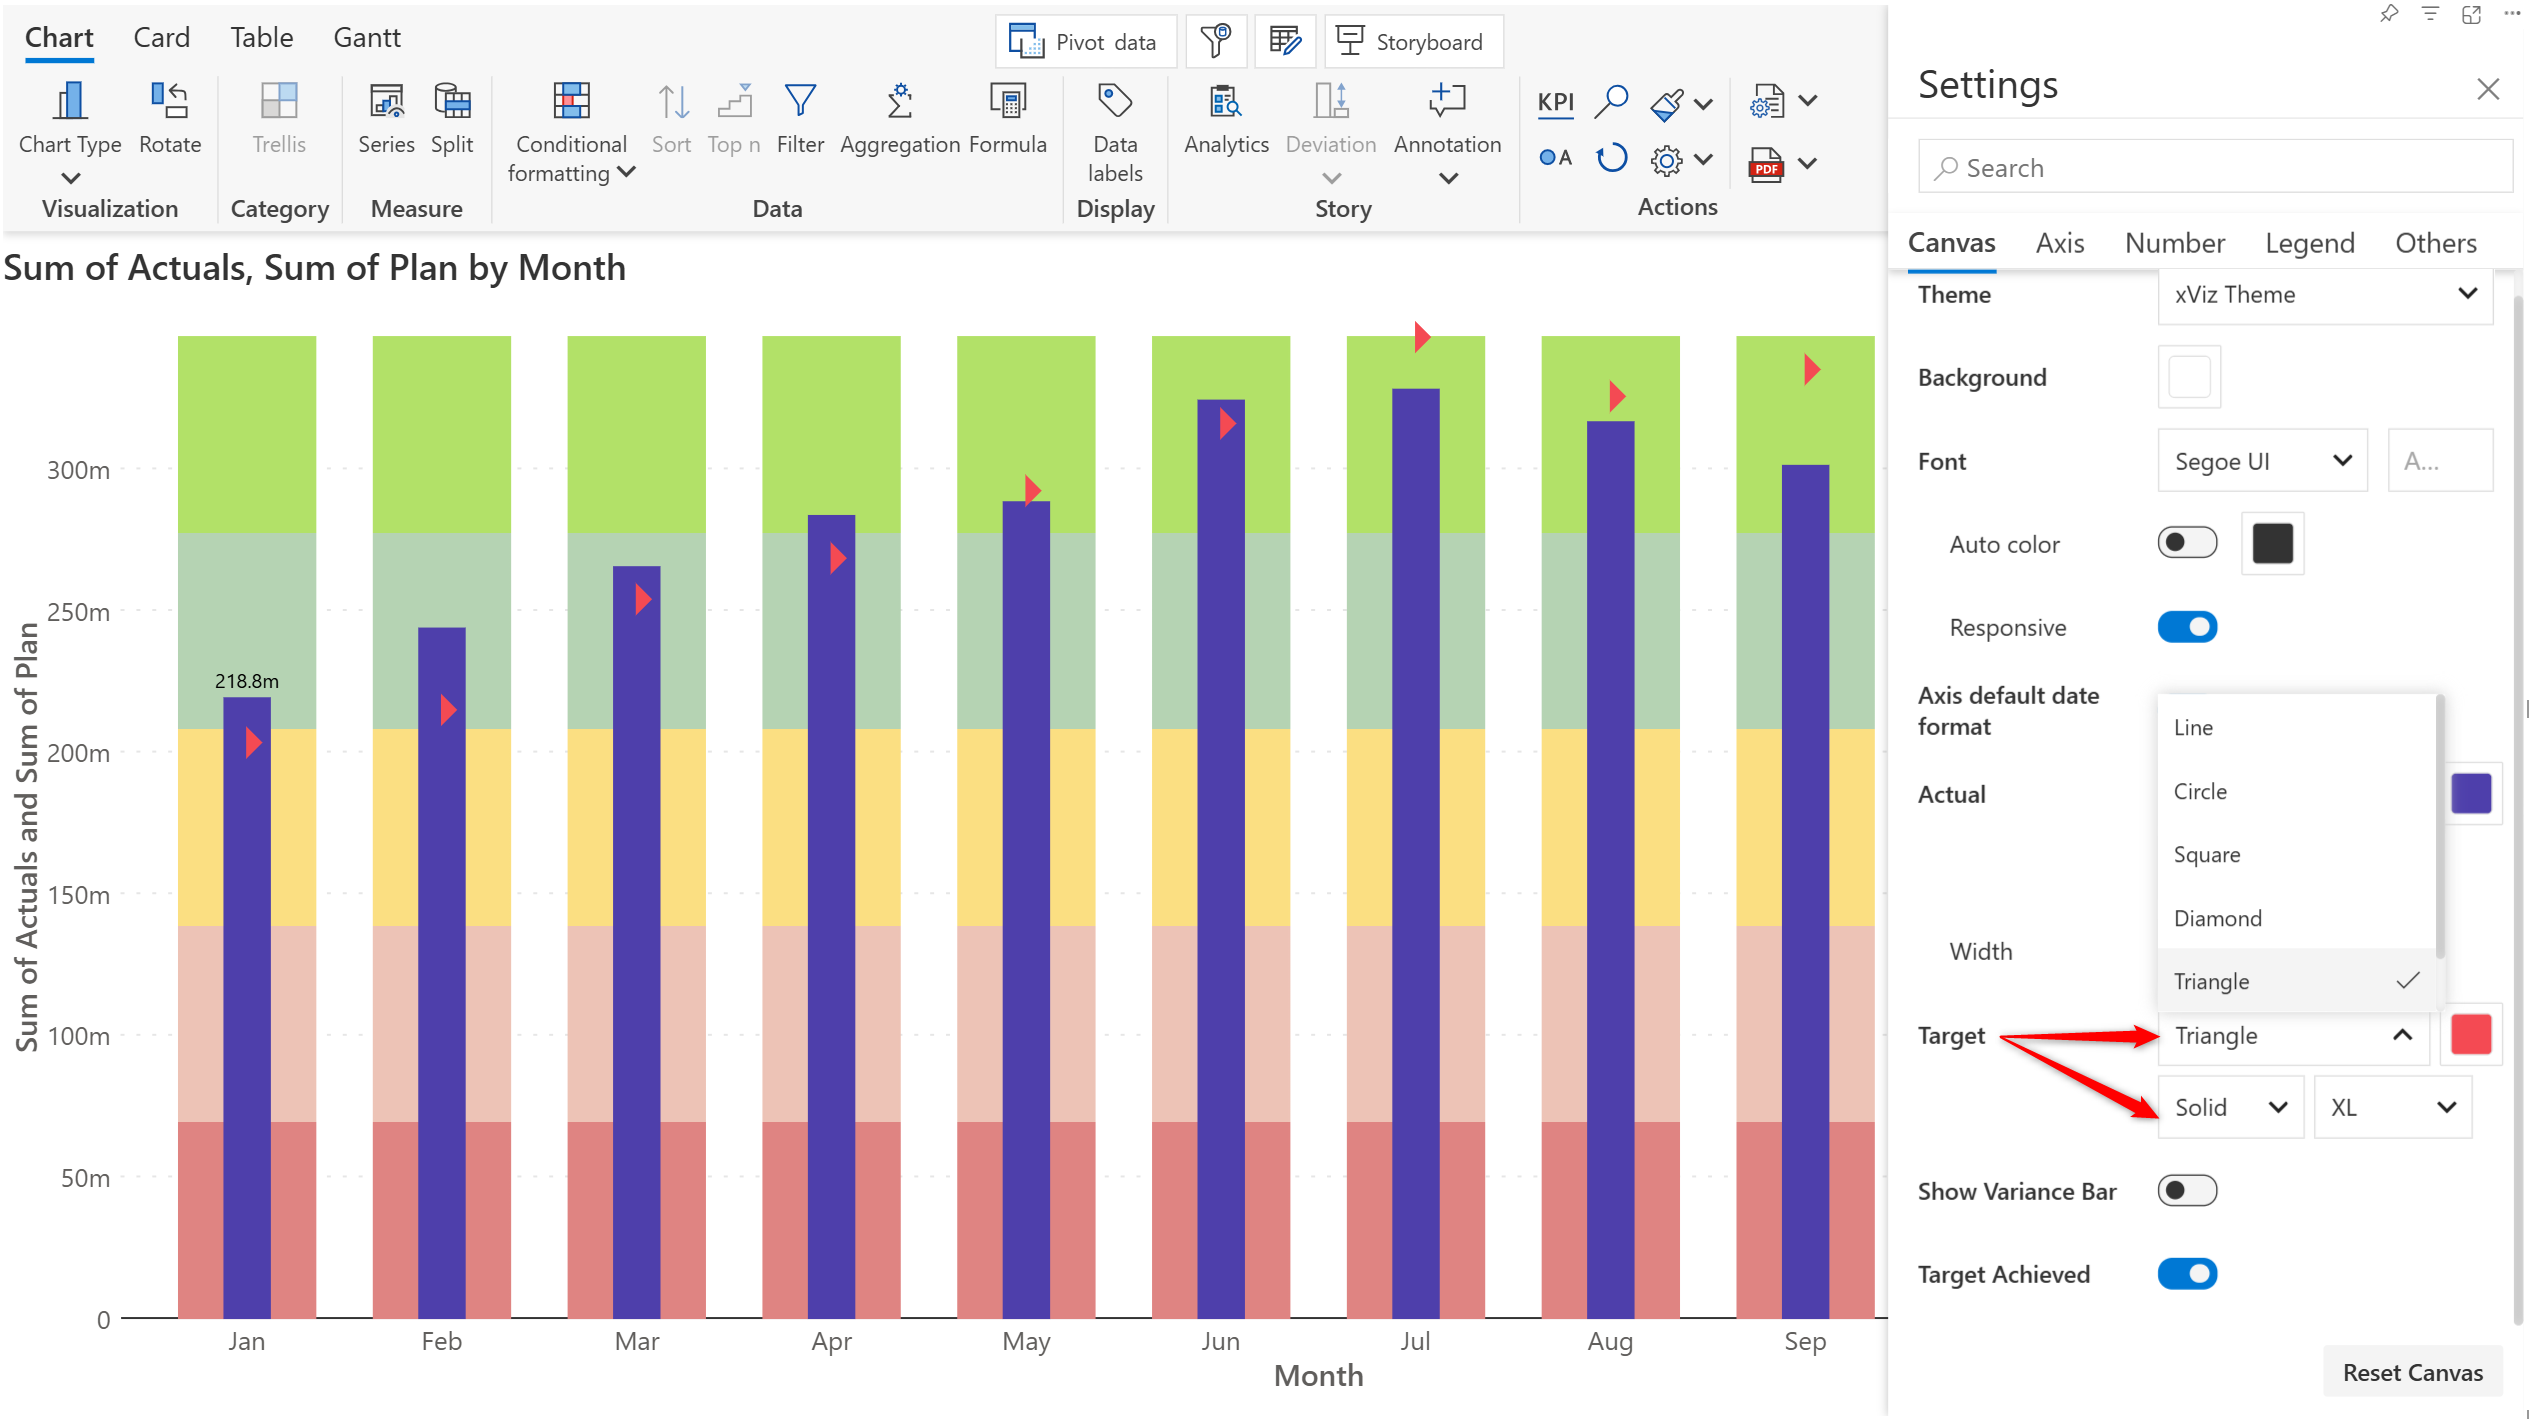 Chart Card Table Gantt
Pivot data
Storyboard
Chart Type Rotate
Trellis
Series Split
Conditional formatting
Sort Top n Filter Aggregation Formula
Data labels
Analytics Deviation Annotation
KPI
A
PDF
Visualization Category Measure Data Display Story Actions
Sum of Actuals, Sum of Plan by Month
Sum of Actuals and Sum of Plan
300m
250m
218.8m
200m
150m
100m
50m
0
Jan Feb Mar Apr May Jun Jul Aug Sep
Month
Settings
Search
Canvas Axis Number Legend Others
Theme xViz Theme
Background
Font Segoe UI A...
Auto color
Responsive
Axis default date
format
Line
Actual
Circle
Square
Diamond
Width
Triangle
Target Triangle
Solid XL
Show Variance Bar
Target Achieved
Reset Canvas